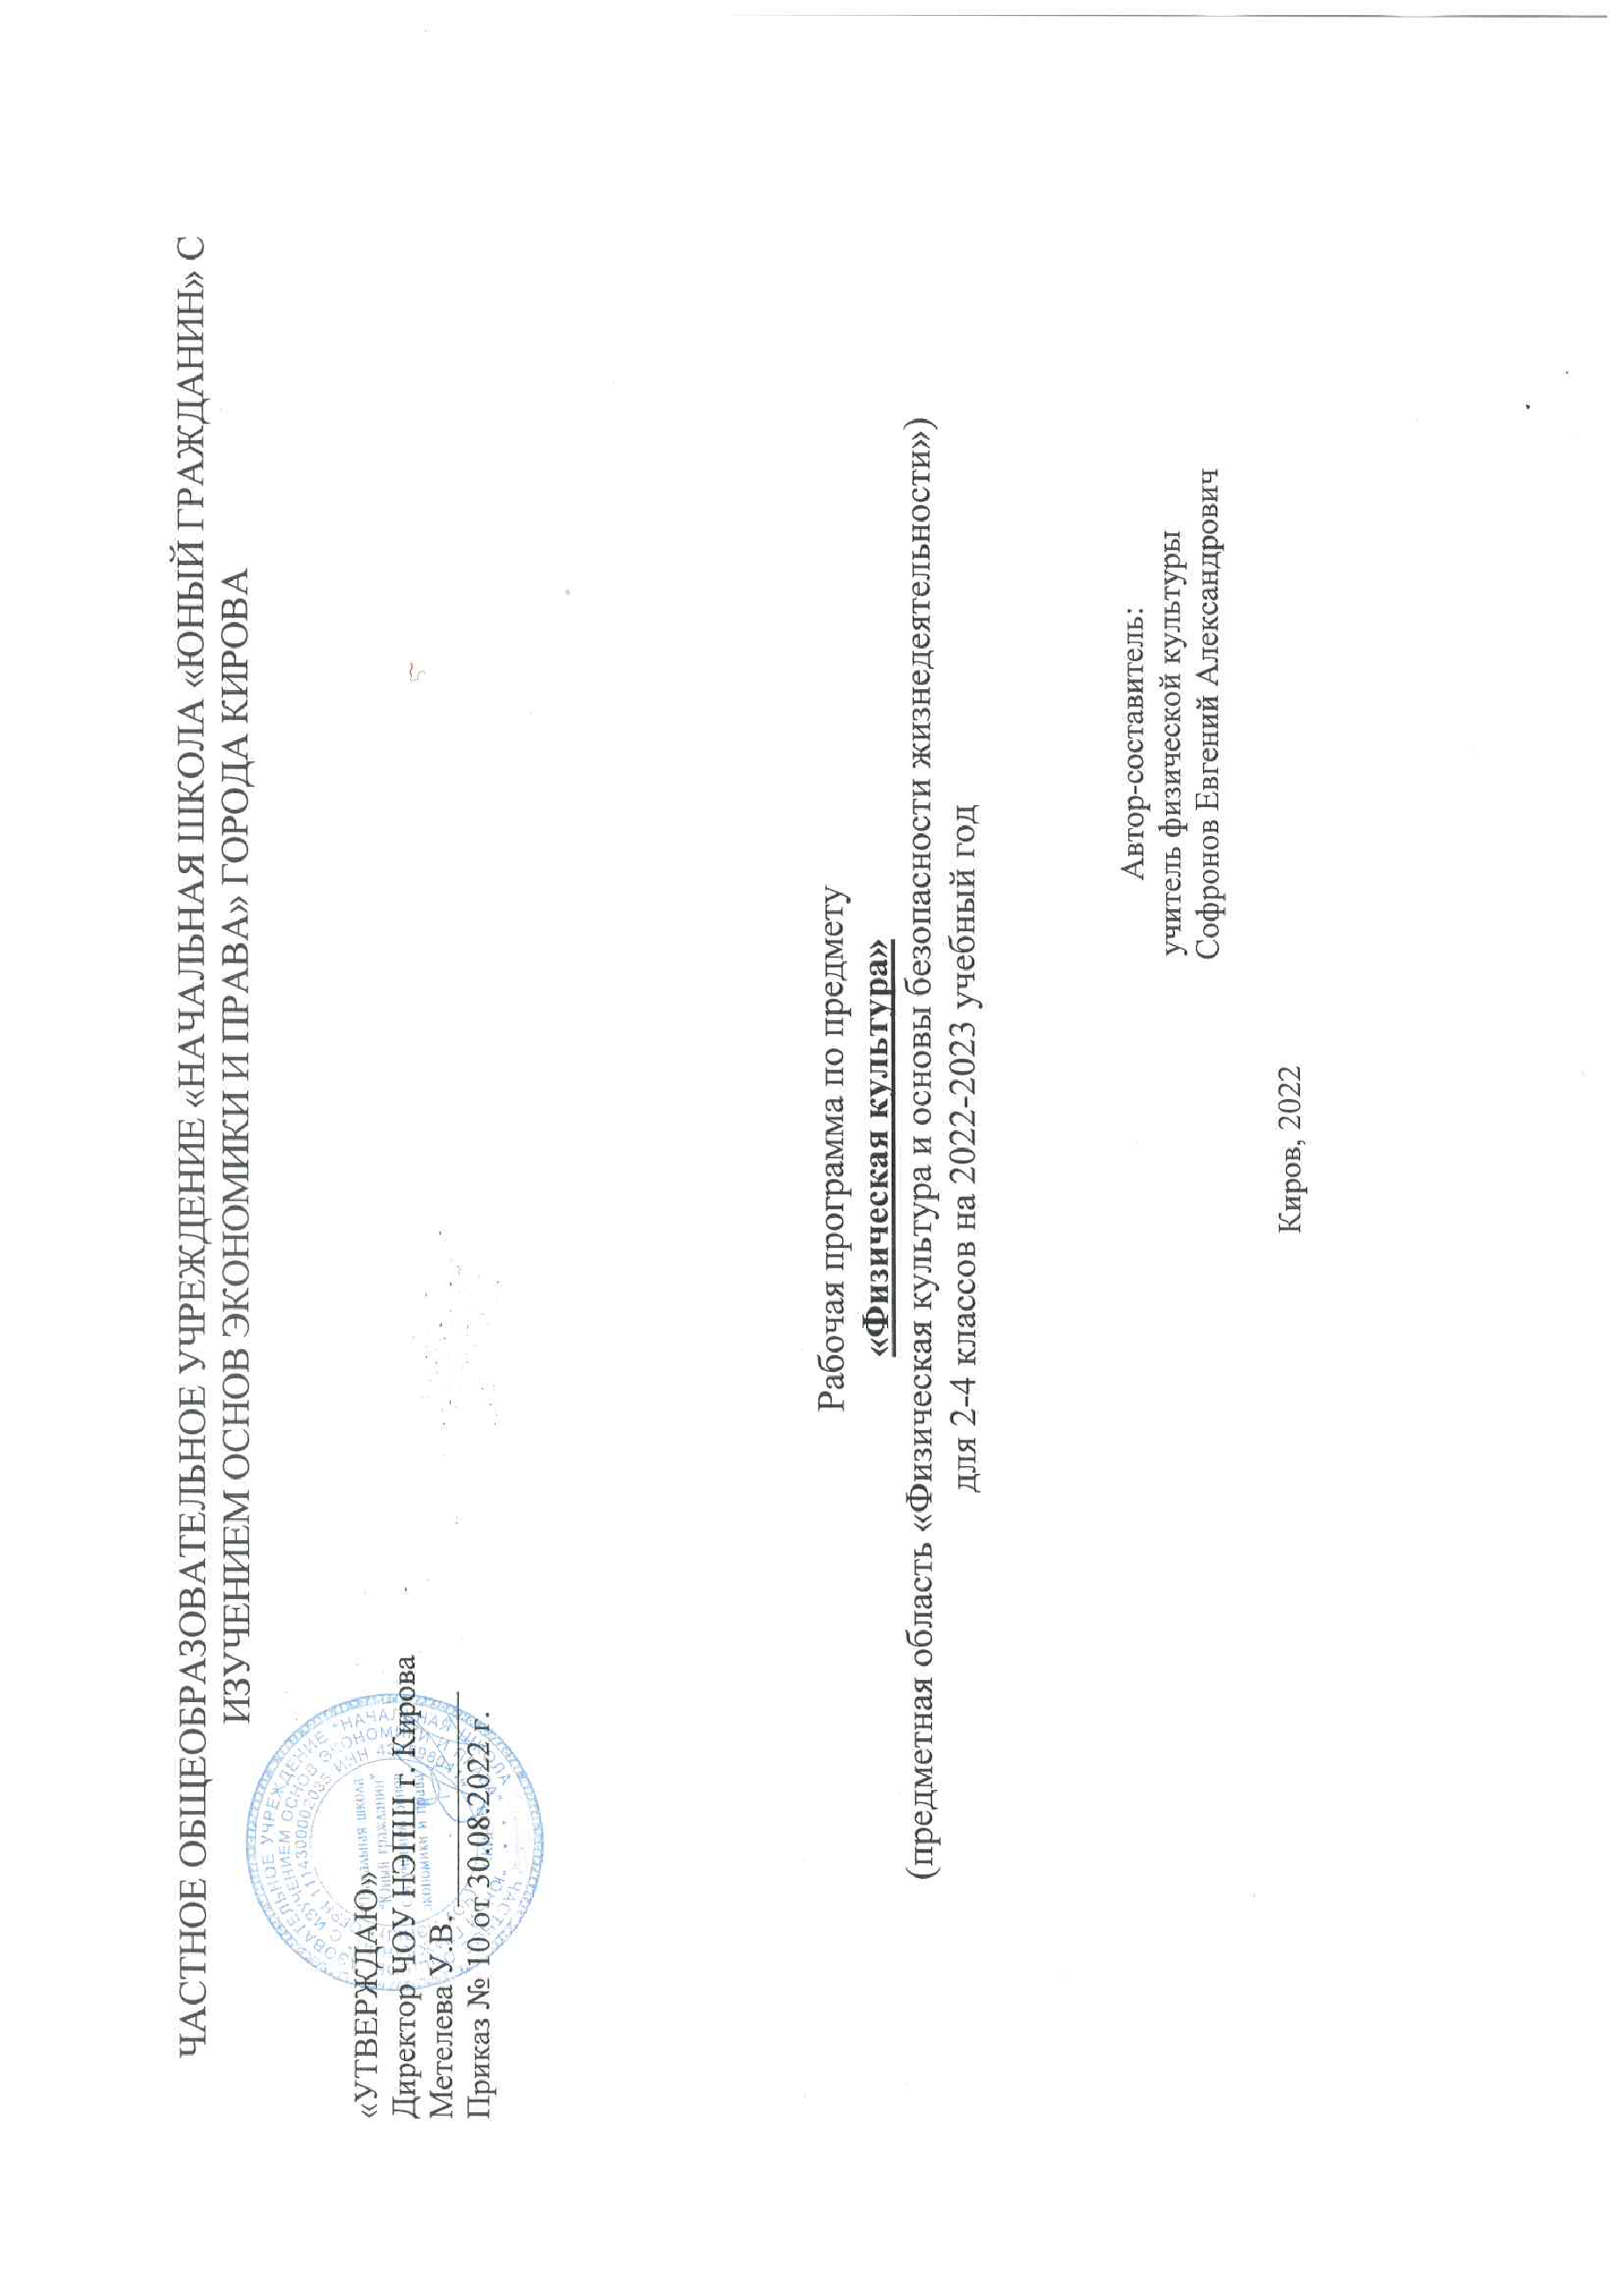 ЧАСТНОЕ ОБЩЕОБРАЗОВАТЕЛЬНОЕ УЧРЕЖДЕНИЕ «НАЧАЛЬНАЯ ШКОЛА «ЮНЫЙ ГРАЖДАНИН» С
ИЗУЧЕНИЕМ ОСНОВ ЭКОНОМИКИ И ПРАВА» ГОРОДА КИРОВА
«УТВЕРЖДАЮ»
Директор ЧОУ НЭПШ г. Кирова
Метелева У.В.
Приказ № 10 от 30.08.2022 г.
Рабочая программа по предмету
«Физическая культура»
(предметная область «Физическая культура и основы безопасности жизнедеятельности»)
для 2-4 классов на 2022-2023 учебный год
Автор-составитель:
учитель физической культуры
Софронов Евгений Александрович
Киров, 2022